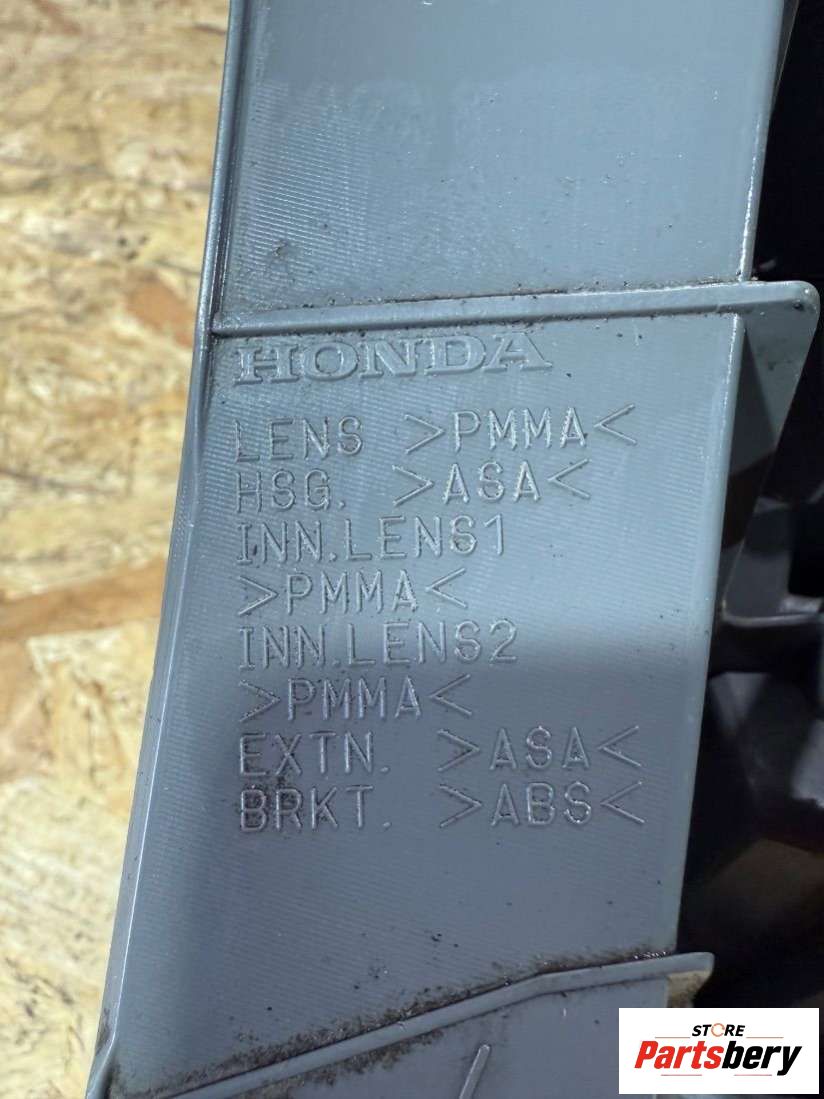 HONDA
LENS >PMMA<
HSG. >ASA<
INN.LENS1
>PMMA<
INN.LENS2
>PMMA<
EXTN. >ASA<
BRKT. >ABS<
STORE
Partsbery